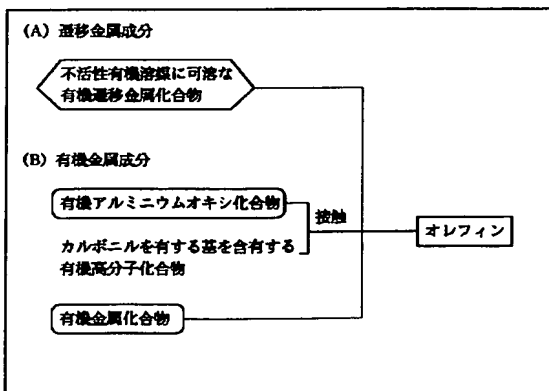 (A) 遷移金属成分
不活性有機溶媒に可溶な
有機遷移金属化合物
(B) 有機金属成分
有機アルミニウムオキシ化合物
接触
オレフィン
カルボニルを有する基を含有する
有機高分子化合物
有機金属化合物